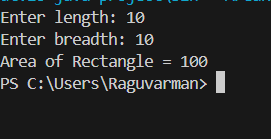 Enter length: 10
Enter breadth: 10
Area of Rectangle = 100
PS C:\Users\Raguvarman>